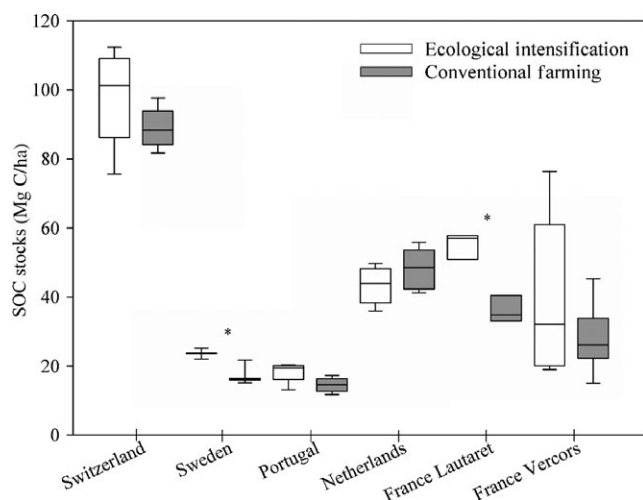 120
100
80
60
40
20
0
SOC stocks (Mg C/ha)
Ecological intensification
Conventional farming
*
*
Switzerland
Sweden
Portugal
Netherlands
France Lautaret
France Vercors